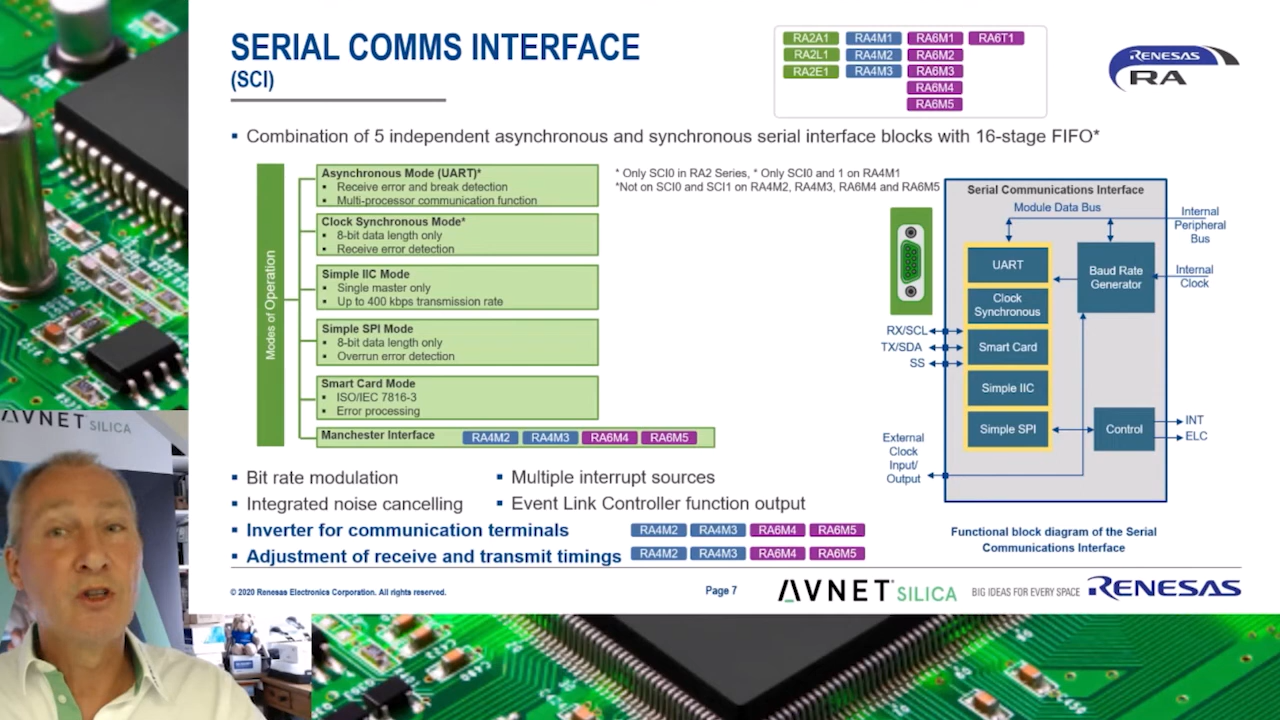 SERIAL COMMS INTERFACE
(SCI)
RA2A1 RA4M1 RA6M1 RA6T1
RA2L1 RA4M2 RA6M2
RA2E1 RA4M3 RA6M3
RA6M4
RA6M5
RENESAS
RA
▪ Combination of 5 independent asynchronous and synchronous serial interface blocks with 16-stage FIFO*
Modes of Operation
Asynchronous Mode (UART)*
▪ Receive error and break detection
▪ Multi-processor communication function
Clock Synchronous Mode*
▪ 8-bit data length only
▪ Receive error detection
Simple IIC Mode
▪ Single master only
▪ Up to 400 kbps transmission rate
Simple SPI Mode
▪ 8-bit data length only
▪ Overrun error detection
Smart Card Mode
▪ ISO/IEC 7816-3
▪ Error processing
Manchester Interface RA4M2 RA4M3 RA6M4 RA6M5
* Only SCI0 in RA2 Series, * Only SCI0 and 1 on RA4M1
*Not on SCI0 and SCI1 on RA4M2, RA4M3, RA6M4 and RA6M5
Serial Communications Interface
Module Data Bus
Internal
Peripheral
Bus
UART
Baud Rate
Generator
Internal
Clock
Clock
Synchronous
RX/SCL
TX/SDA
SS
Smart Card
Simple IIC
Simple SPI
Control
INT
ELC
External
Clock
Input/
Output
Functional block diagram of the Serial
Communications Interface
▪ Bit rate modulation
▪ Integrated noise cancelling
▪ Multiple interrupt sources
▪ Event Link Controller function output
▪ Inverter for communication terminals RA4M2 RA4M3 RA6M4 RA6M5
▪ Adjustment of receive and transmit timings RA4M2 RA4M3 RA6M4 RA6M5
© 2020 Renesas Electronics Corporation. All rights reserved.
Page 7
AVNET SILICA
BIG IDEAS FOR EVERY SPACE RENESAS
AVNET SILICA